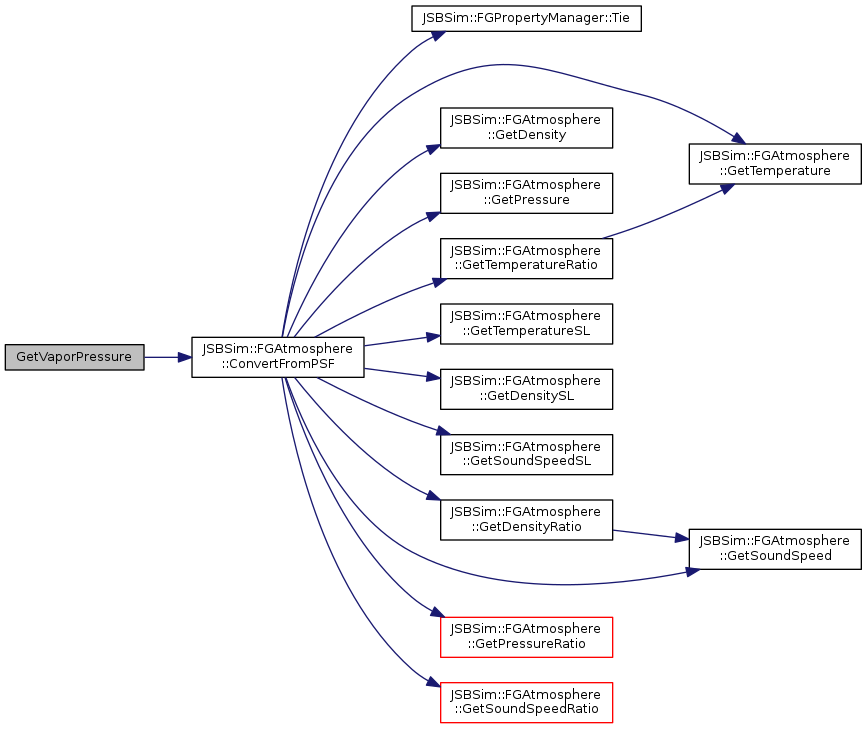 JSBSim::FGPropertyManager::Tie
JSBSim::FGAtmosphere
::GetDensity
JSBSim::FGAtmosphere
::GetTemperature
JSBSim::FGAtmosphere
::GetPressure
JSBSim::FGAtmosphere
::GetTemperatureRatio
JSBSim::FGAtmosphere
::GetTemperatureSL
GetVaporPressure
JSBSim::FGAtmosphere
::ConvertFromPSF
JSBSim::FGAtmosphere
::GetDensitySL
JSBSim::FGAtmosphere
::GetSoundSpeedSL
JSBSim::FGAtmosphere
::GetDensityRatio
JSBSim::FGAtmosphere
::GetSoundSpeed
JSBSim::FGAtmosphere
::GetPressureRatio
JSBSim::FGAtmosphere
::GetSoundSpeedRatio